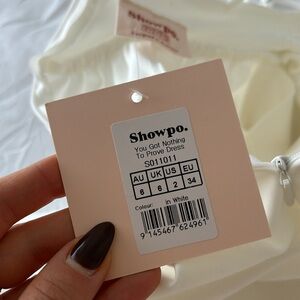 Showpo.
Showpo.
You Got Nothing
To Prove Dress
S011011
AU UK US EU
6 6 2 34
Colour: in White
9 145467 624961